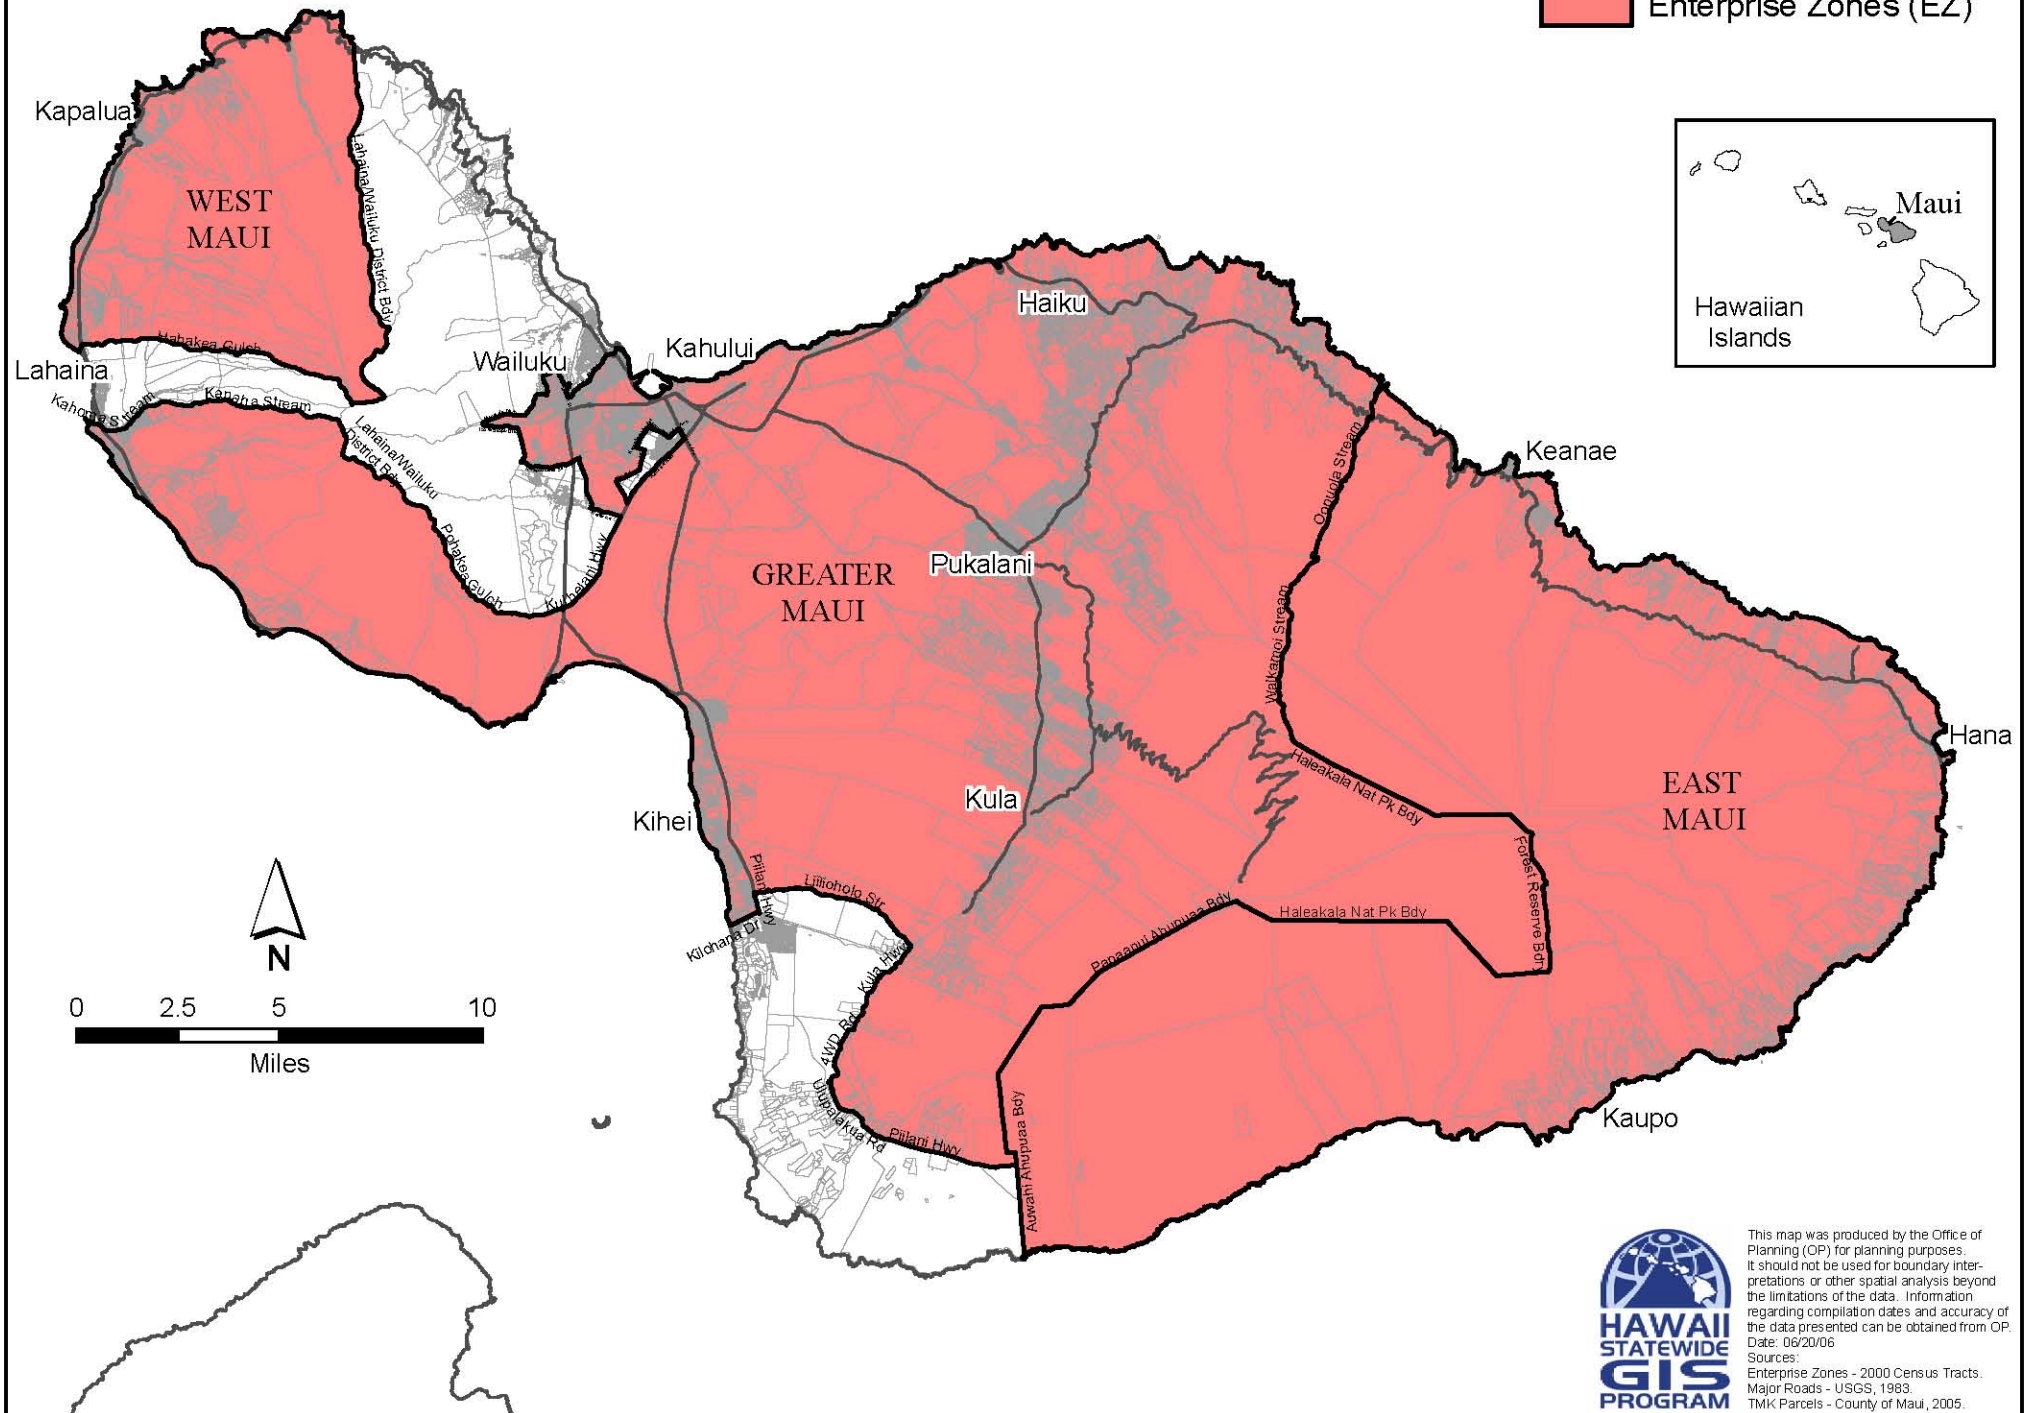 Enterprise Zones (EZ)
Kapalua
WEST
MAUI
Lahaina/Wailuku District Bdy
Maui
Hawaiian
Islands
Haiku
Kahului
Wailuku
Hahakea Gulch
Lahaina
Kahoma Stream
Kanaha Stream
Lahaina/Wailuku
District Bdy
Keanae
Oopuola Stream
Pohakea Gulch
Kuihelani Hwy
GREATER
MAUI
Pukalani
Waikamoi Stream
Hana
Haleakala Nat Pk Bdy
EAST
MAUI
Kula
Kihei
Piilani Hwy
Liilioholo Str
Forest Reserve Bdry
Papaanui Ahupuaa Bdy
Haleakala Nat Pk Bdy
Kilohana Dr
Kula Hwy
N
0 2.5 5 10
Miles
4WD Rd
Ulupalakua Rd
Piilani Hwy
Auwahi Ahupuaa Bdy
Kaupo
HAWAII
STATEWIDE
GIS
PROGRAM
This map was produced by the Office of
Planning (OP) for planning purposes.
It should not be used for boundary inter-
pretations or other spatial analysis beyond
the limitations of the data. Information
regarding compilation dates and accuracy of
the data presented can be obtained from OP.
Date: 06/20/06
Sources:
Enterprise Zones - 2000 Census Tracts.
Major Roads - USGS, 1983.
TMK Parcels - County of Maui, 2005.